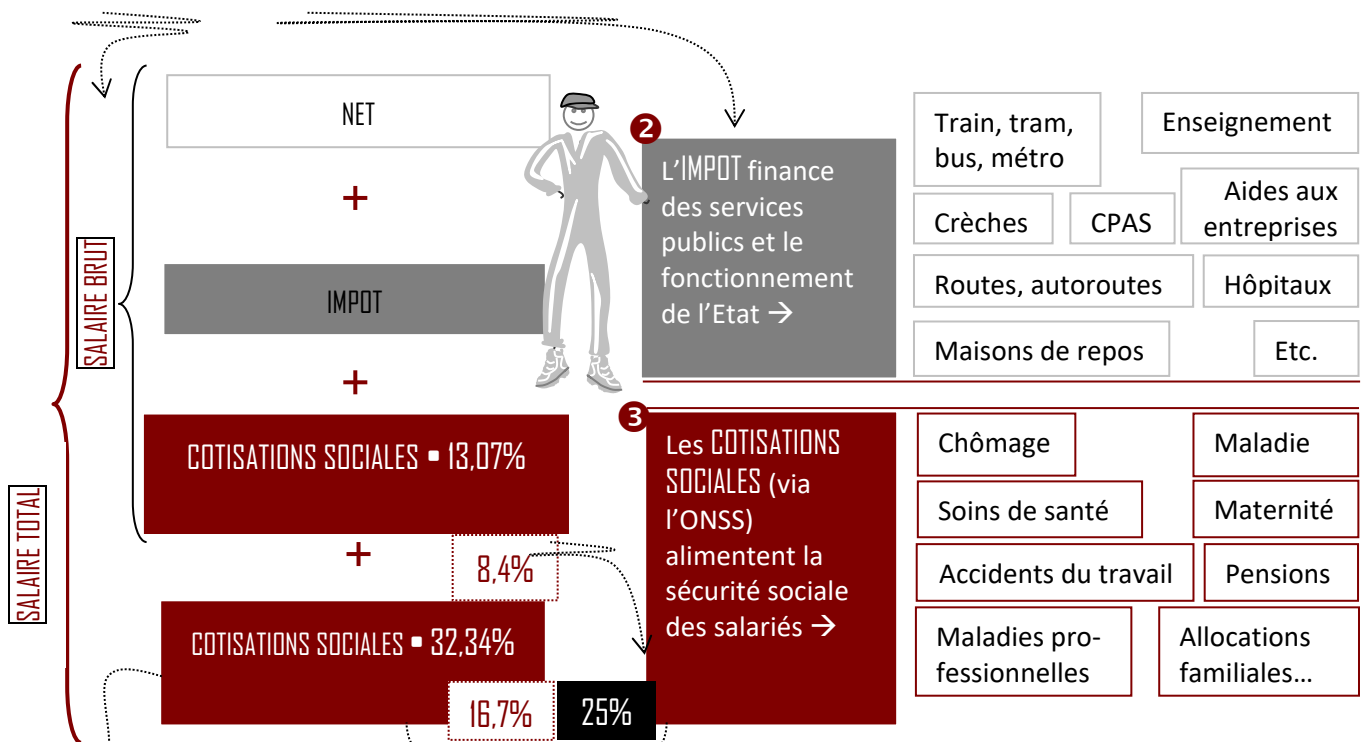 NET
+
IMPOT
+
COTISATIONS SOCIALES ▪ 13,07%
+
8,4%
COTISATIONS SOCIALES ▪ 32,34%
16,7%
25%
SALAIRE BRUT
SALAIRE TOTAL
2
L'IMPOT finance
des services
publics et le
fonctionnement
de l'Etat →
Train, tram,
bus, métro
Enseignement
Crèches
CPAS
Aides aux
entreprises
Routes, autoroutes
Hôpitaux
Maisons de repos
Etc.
3
Les COTISATIONS
SOCIALES (via
l'ONSS)
alimentent la
sécurité sociale
des salariés →
Chômage
Maladie
Soins de santé
Maternité
Accidents du travail
Pensions
Maladies pro-
fessionnelles
Allocations
familiales...